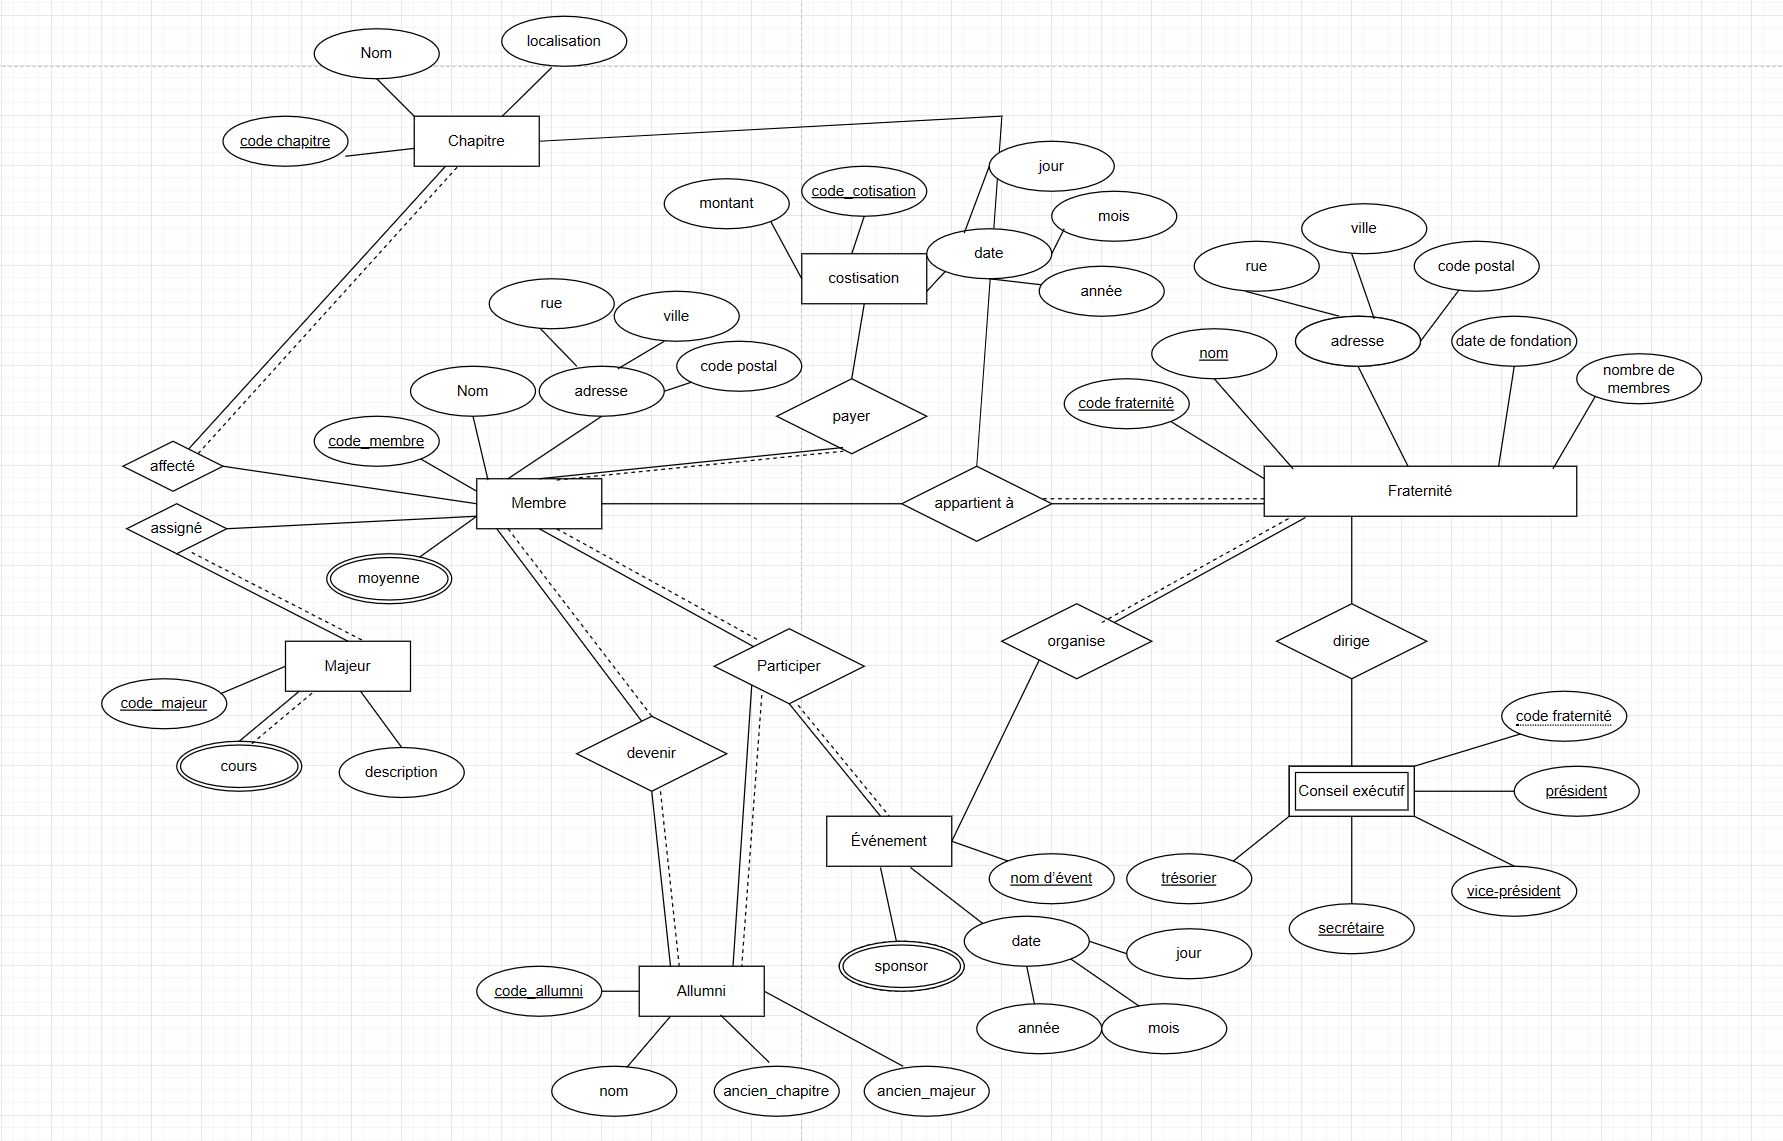 localisation
Nom
code chapitre
Chapitre
jour
code_cotisation
montant
mois
ville
date
rue
code postal
costisation
année
rue
ville
adresse
date de fondation
nom
code postal
nombre de
membres
Nom
adresse
code fraternité
payer
code_membre
affecté
Fraternité
Membre
appartient à
assigné
moyenne
organise
dirige
Majeur
Participer
code_majeur
code fraternité
devenir
cours
description
Conseil exécutif
président
Événement
nom d'évent
trésorier
vice-président
secrétaire
date
jour
sponsor
code_allumni
Allumni
année
mois
nom
ancien_chapitre
ancien_majeur